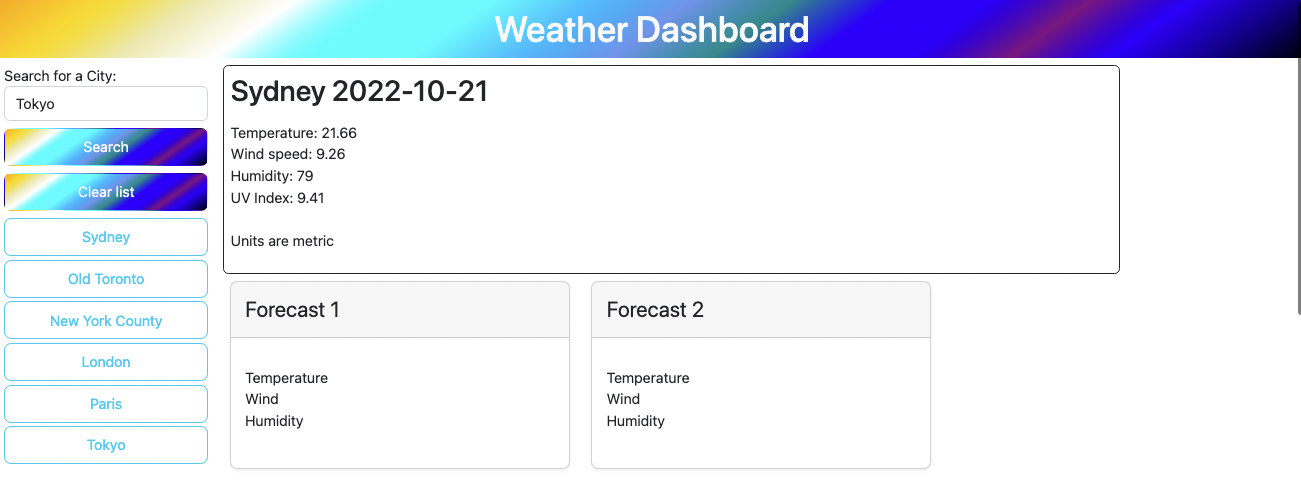 Weather Dashboard
Search for a City:
Tokyo
Search
Clear list
Sydney
Old Toronto
New York County
London
Paris
Tokyo
Sydney 2022-10-21
Temperature: 21.66
Wind speed: 9.26
Humidity: 79
UV Index: 9.41
Units are metric
Forecast 1
Temperature
Wind
Humidity
Forecast 2
Temperature
Wind
Humidity